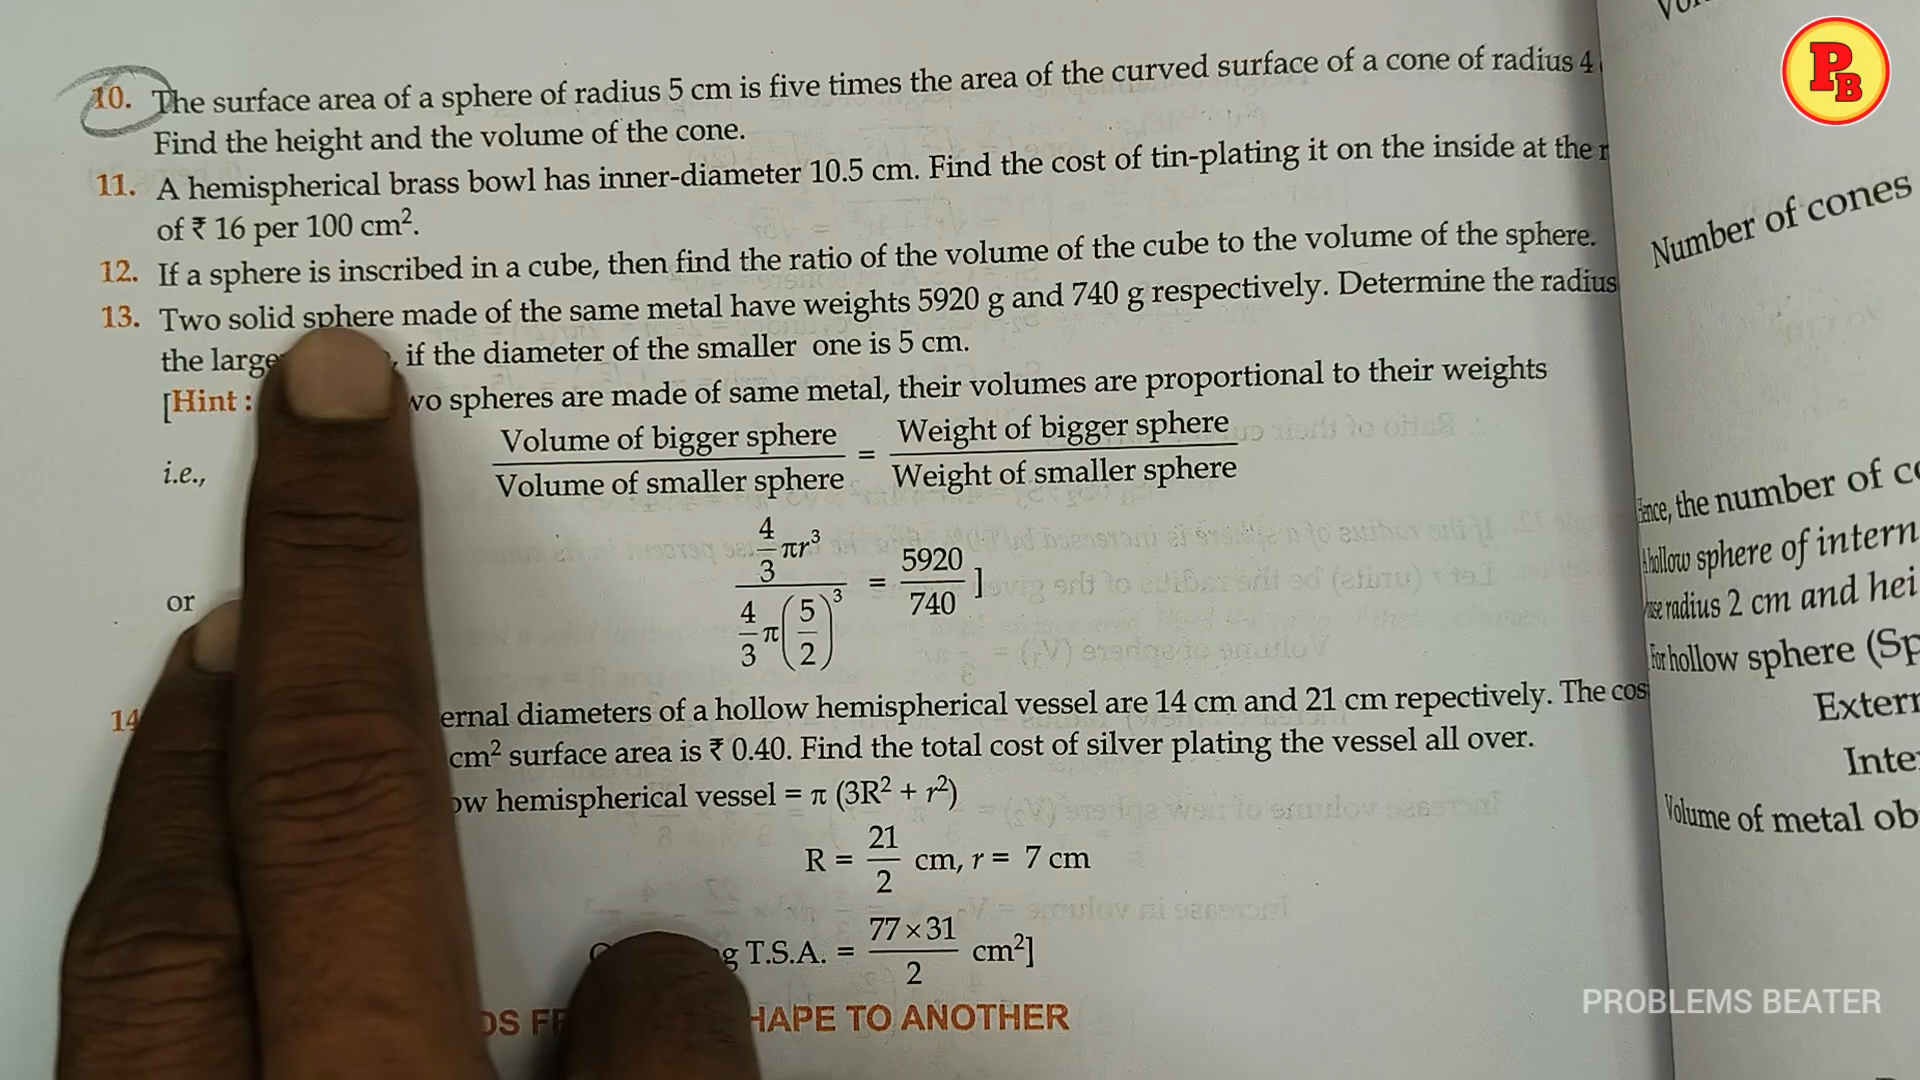 10. The surface area of a sphere of radius 5 cm is five times the area of the curved surface of a cone of radius 4
Find the height and the volume of the cone.
11. A hemispherical brass bowl has inner-diameter 10.5 cm. Find the cost of tin-plating it on the inside at the r
of ₹ 16 per 100 cm².
12. If a sphere is inscribed in a cube, then find the ratio of the volume of the cube to the volume of the sphere.
13. Two solid sphere made of the same metal have weights 5920 g and 740 g respectively. Determine the radius
the large , if the diameter of the smaller one is 5 cm.
[Hint : wo spheres are made of same metal, their volumes are proportional to their weights
i.e., Volume of bigger sphere / Volume of smaller sphere = Weight of bigger sphere / Weight of smaller sphere
or 4/3 πr³ / 4/3 π(5/2)³ = 5920/740 ]
14 ernal diameters of a hollow hemispherical vessel are 14 cm and 21 cm repectively. The cos
cm² surface area is ₹ 0.40. Find the total cost of silver plating the vessel all over.
ow hemispherical vessel = π (3R² + r²)
R = 21/2 cm, r = 7 cm
g T.S.A. = 77×31/2 cm²]
HAPE TO ANOTHER
Number of cones
the number of c
hollow sphere of intern
radius 2 cm and hei
For hollow sphere (Sp
Extern
Inte
Volume of metal ob
PB
PROBLEMS BEATER